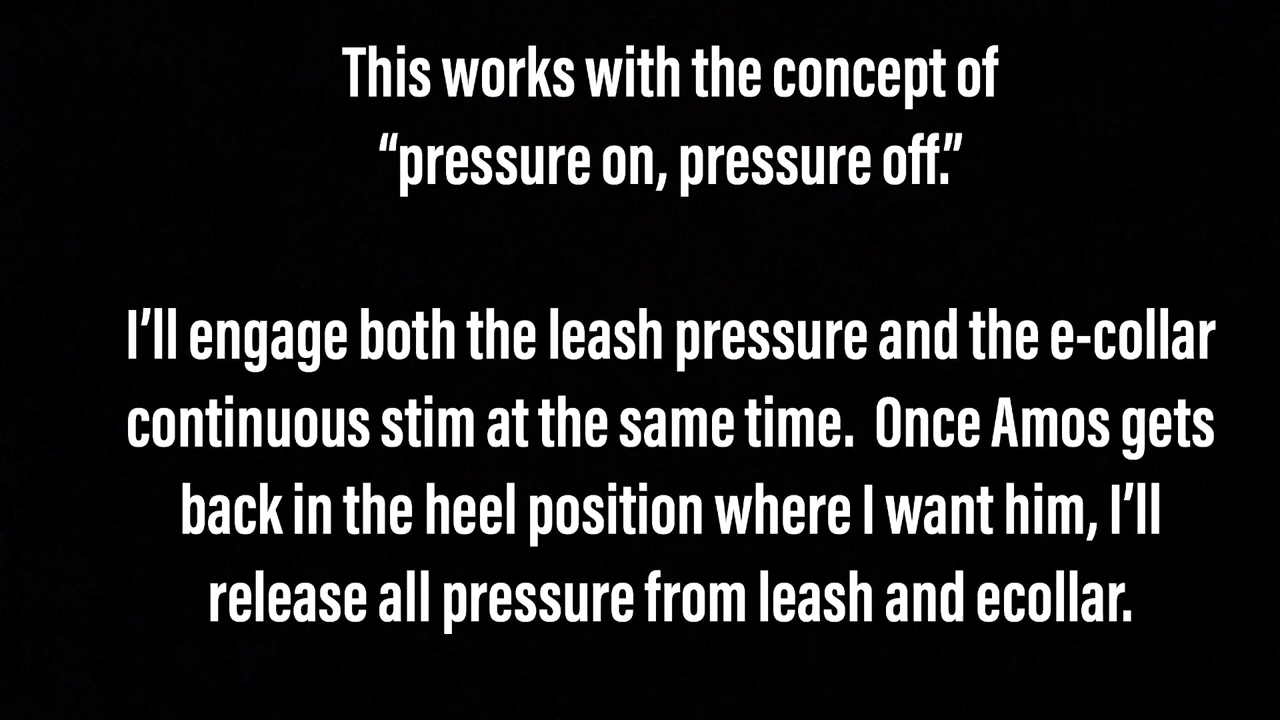 This works with the concept of
“pressure on, pressure off.”
I’ll engage both the leash pressure and the e-collar
continuous stim at the same time.  Once Amos gets
back in the heel position where I want him, I’ll
release all pressure from leash and ecollar.